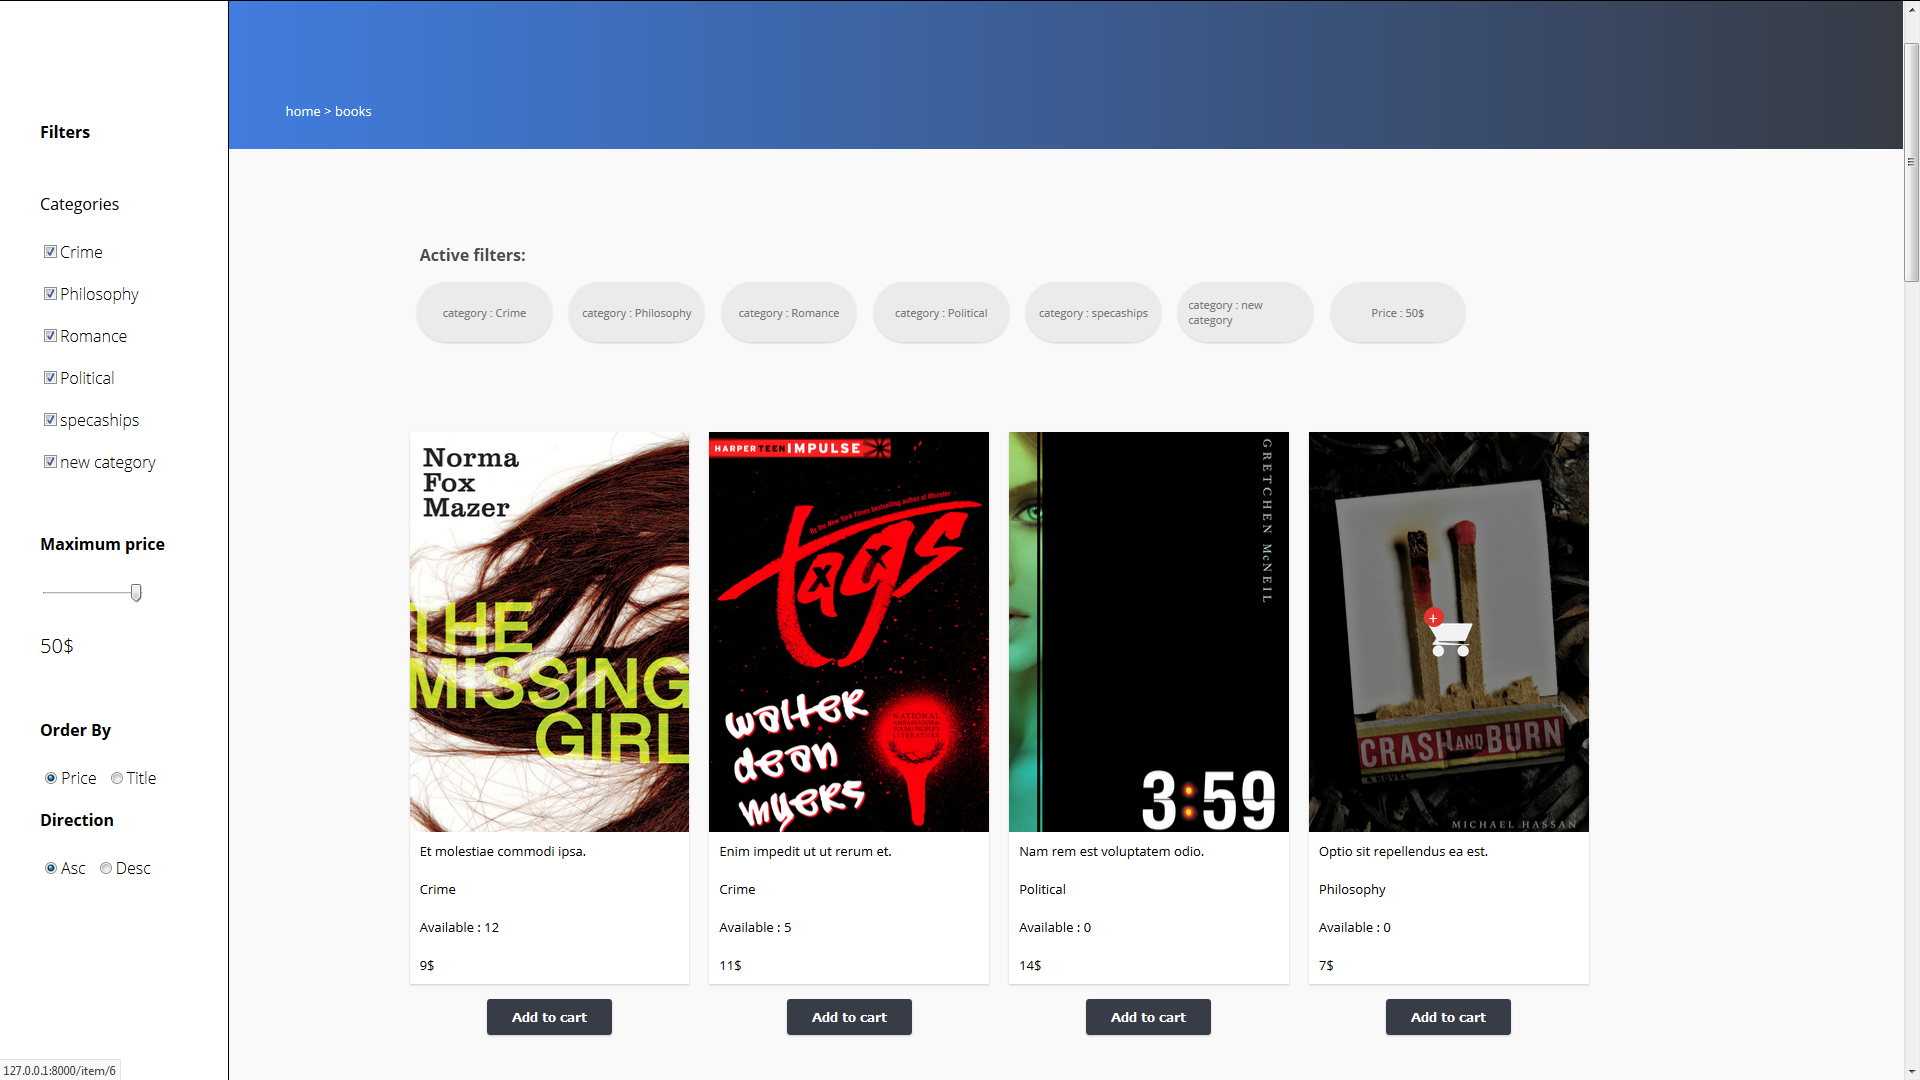 home > books
Filters
Categories
Crime
Philosophy
Romance
Political
specaships
new category
Maximum price
50$
Order By
Price Title
Direction
Asc Desc
Active filters:
category : Crime
category : Philosophy
category : Romance
category : Political
category : specaships
category : new
category
Price : 50$
Norma
Fox
Mazer
THE
MISSING
GIRL
Et molestiae commodi ipsa.
Crime
Available : 12
9$
Add to cart
HARPERTEEN IMPULSE
By the New York Times bestselling author of Monster
tags
walter
dean
myers
NATIONAL
AMBASSADOR
YOUNG PEOPLE'S
LITERATURE
Enim impedit ut ut rerum et.
Crime
Available : 5
11$
Add to cart
GRETCHEN McNEIL
3:59
Nam rem est voluptatem odio.
Political
Available : 0
14$
Add to cart
+
CRASH AND BURN
A NOVEL
MICHAEL HASSAN
Optio sit repellendus ea est.
Philosophy
Available : 0
7$
Add to cart
127.0.0.1:8000/item/6